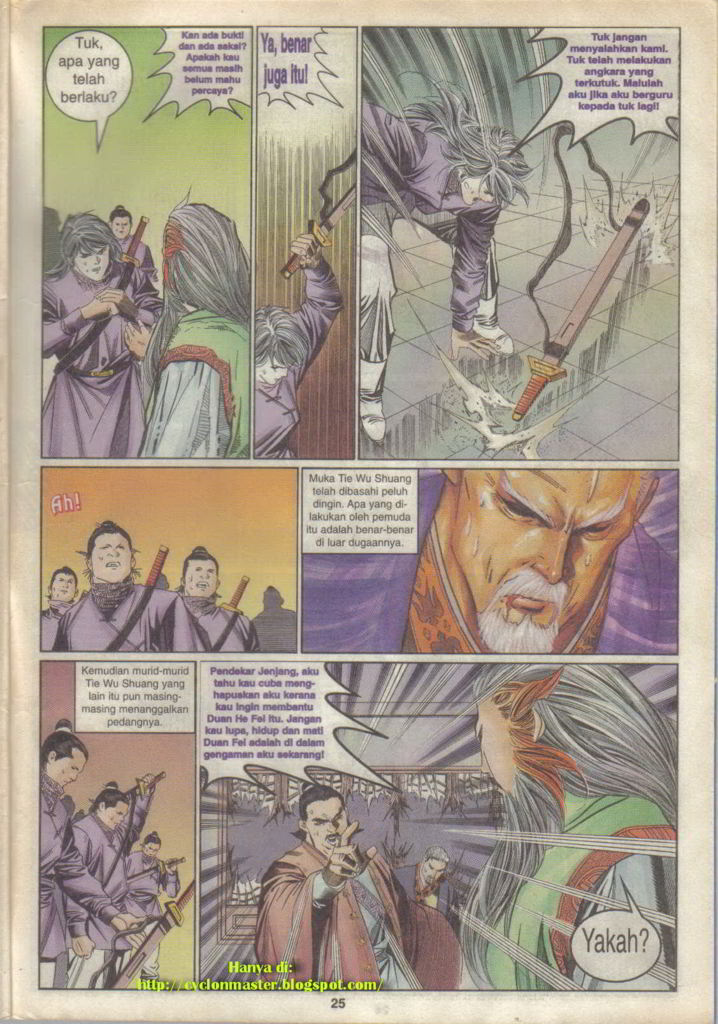 Tuk,
apa yang
telah
berlaku?
Kan ada bukti
dan ada saksi?
Apakah kau
semua masih
belum mahu
percaya?
Ya, benar
juga itu!
Tuk jangan
menyalahkan kami.
Tuk telah melakukan
angkara yang
terkutuk. Malulah
aku jika aku berguru
kepada tuk lagi!
Ah!
Muka Tie Wu Shuang
telah dibasahi peluh
dingin. Apa yang di-
lakukan oleh pemuda
itu adalah benar-benar
di luar dugaannya.
Kemudian murid-murid
Tie Wu Shuang yang
lain itu pun masing-
masing menanggalkan
pedangnya.
Pendekar Jenjang, aku
tahu kau cuba meng-
hapuskan aku kerana
kau ingin membantu
Duan He Fei itu. Jangan
kau lupa, hidup dan mati
Duan Fei adalah di dalam
gengaman aku sekarang!
Yakah?
Hanya di:
http://cyclonmaster.blogspot.com/
25